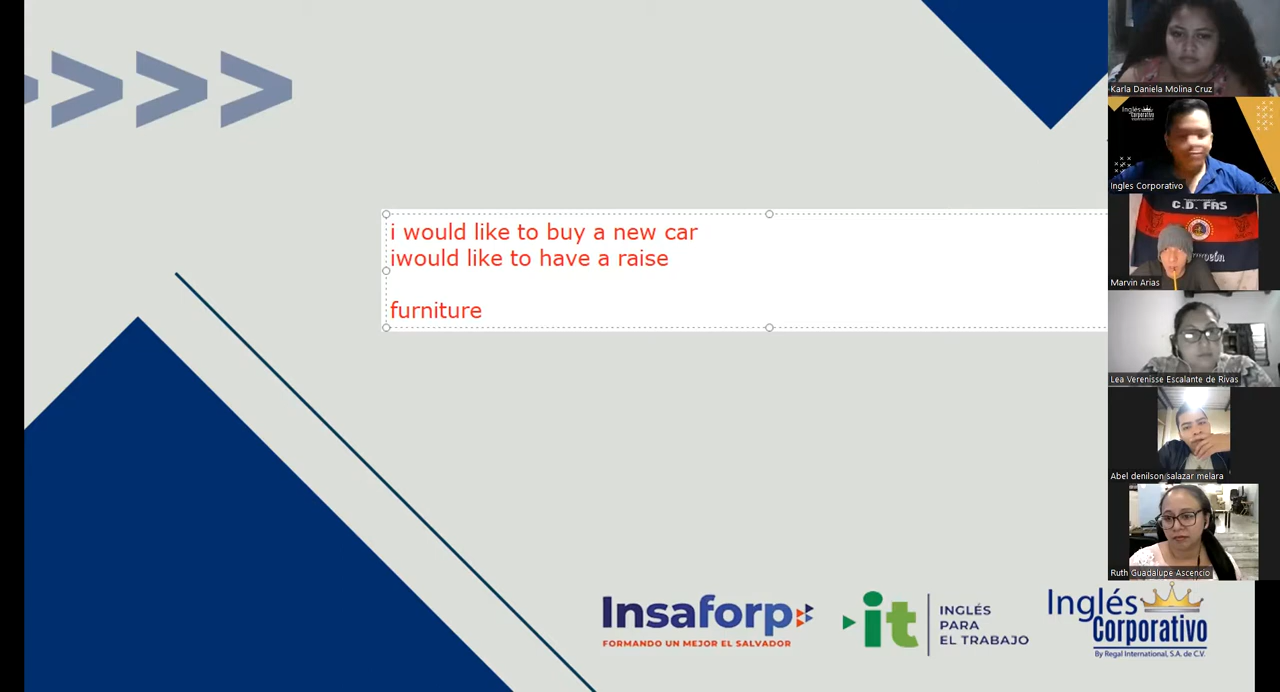 i would like to buy a new car
iwould like to have a raise
furniture
Insaforp
FORMANDO UN MEJOR EL SALVADOR
it
INGLÉS
PARA
EL TRABAJO
Inglés
Corporativo
By Regal International, S.A. de C.V.
Karla Daniela Molina Cruz
Inglés
Corporativo
Ingles Corporativo
C.D. FAS
Marvin Arias
Lea Verenisse Escalante de Rivas
Abel denilson salazar melara
Ruth Guadalupe Ascencio